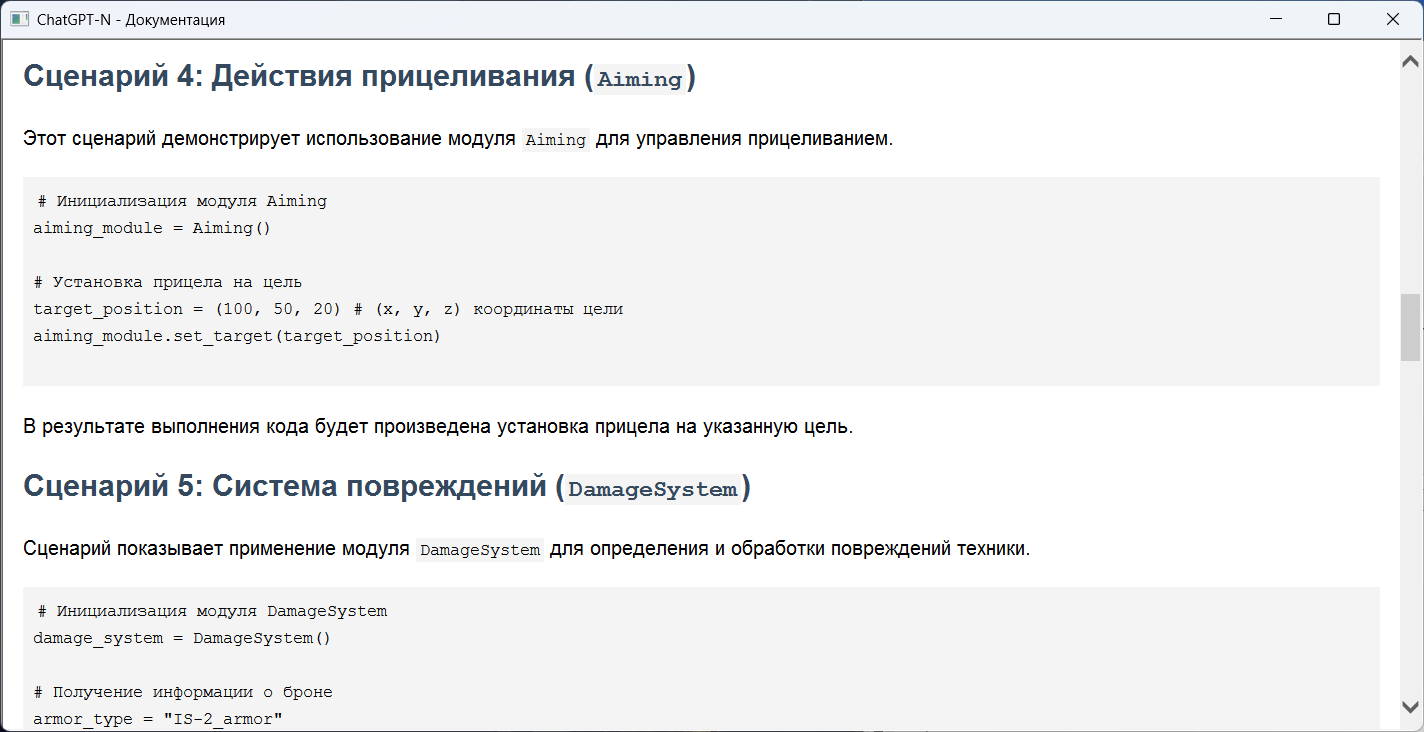 ChatGPT-N - Документация
Сценарий 4: Действия прицеливания (Aiming)
Этот сценарий демонстрирует использование модуля Aiming для управления прицеливанием.
# Инициализация модуля Aiming
aiming_module = Aiming()
# Установка прицела на цель
target_position = (100, 50, 20) # (x, y, z) координаты цели
aiming_module.set_target(target_position)
В результате выполнения кода будет произведена установка прицела на указанную цель.
Сценарий 5: Система повреждений (DamageSystem)
Сценарий показывает применение модуля DamageSystem для определения и обработки повреждений техники.
# Инициализация модуля DamageSystem
damage_system = DamageSystem()
# Получение информации о броне
armor_type = "IS-2_armor"